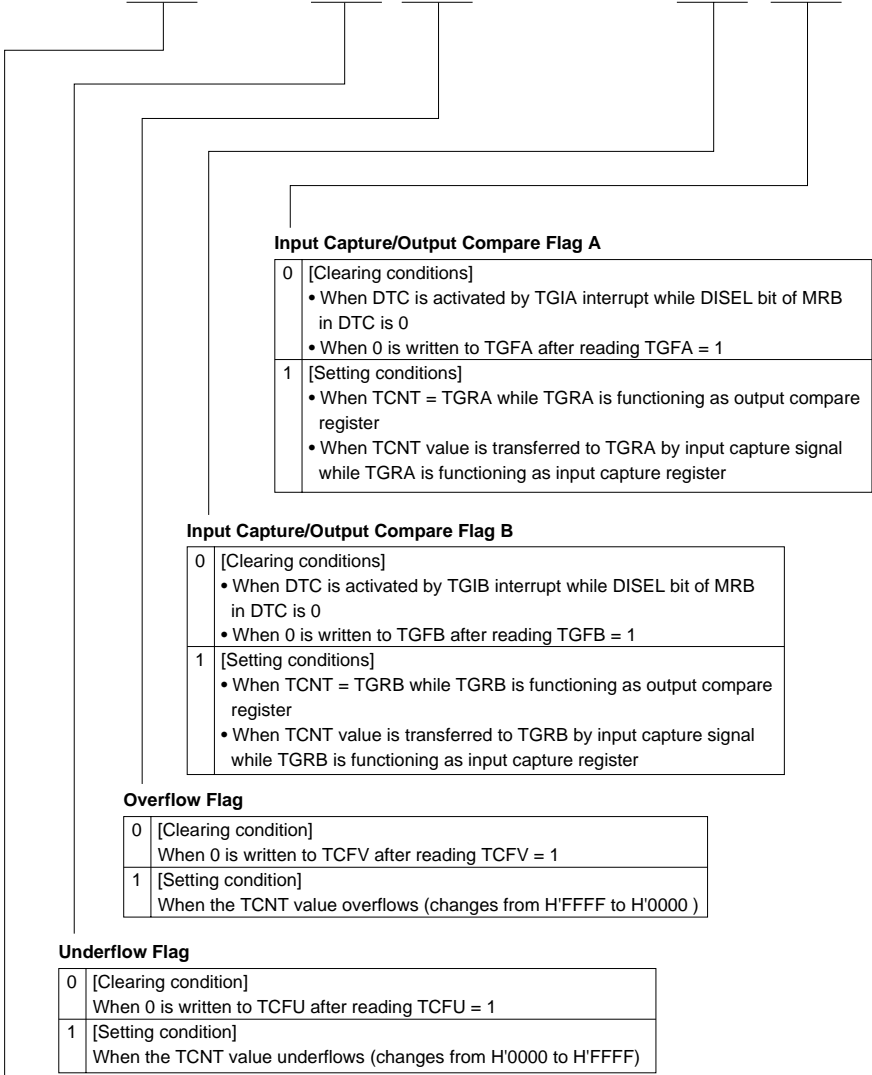 Input Capture/Output Compare Flag A
0 [Clearing conditions]
• When DTC is activated by TGIA interrupt while DISEL bit of MRB
in DTC is 0
• When 0 is written to TGFA after reading TGFA = 1
1 [Setting conditions]
• When TCNT = TGRA while TGRA is functioning as output compare
register
• When TCNT value is transferred to TGRA by input capture signal
while TGRA is functioning as input capture register
Input Capture/Output Compare Flag B
0 [Clearing conditions]
• When DTC is activated by TGIB interrupt while DISEL bit of MRB
in DTC is 0
• When 0 is written to TGFB after reading TGFB = 1
1 [Setting conditions]
• When TCNT = TGRB while TGRB is functioning as output compare
register
• When TCNT value is transferred to TGRB by input capture signal
while TGRB is functioning as input capture register
Overflow Flag
0 [Clearing condition]
When 0 is written to TCFV after reading TCFV = 1
1 [Setting condition]
When the TCNT value overflows (changes from H'FFFF to H'0000 )
Underflow Flag
0 [Clearing condition]
When 0 is written to TCFU after reading TCFU = 1
1 [Setting condition]
When the TCNT value underflows (changes from H'0000 to H'FFFF)